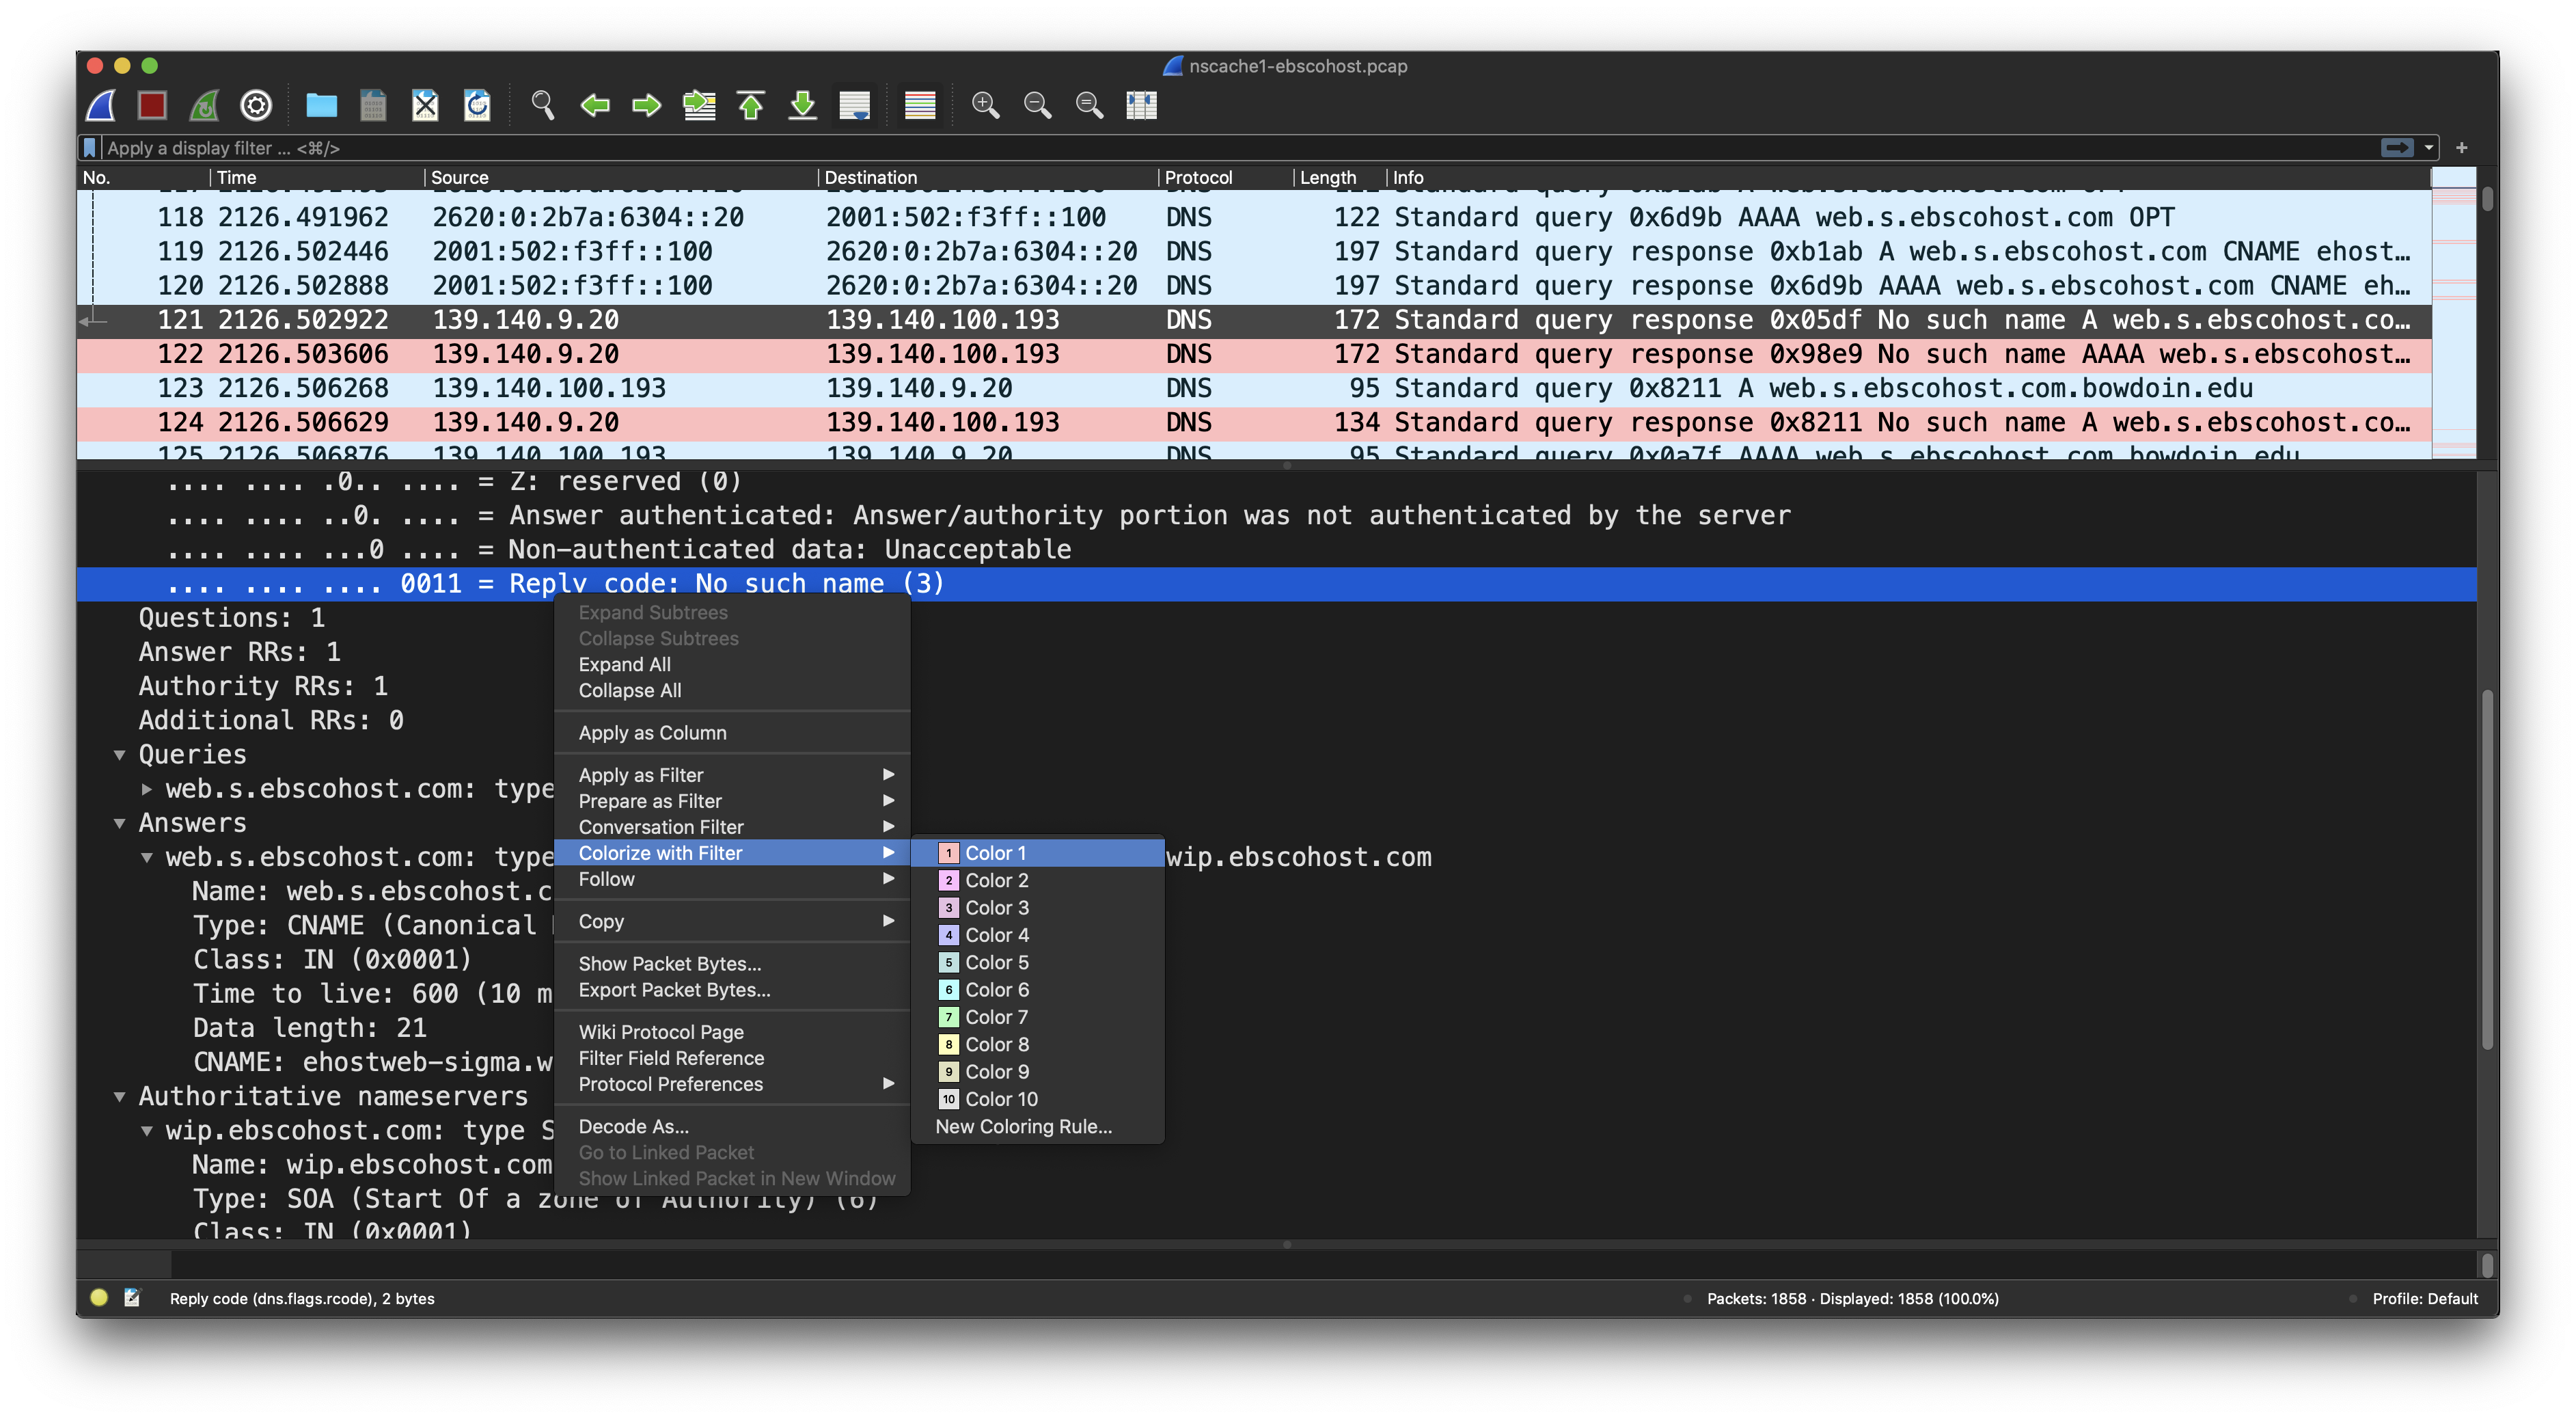 nscache1-ebscohost.pcap
Apply a display filter ... <⌘/>
No. Time Source Destination Protocol Length Info
118 2126.491962 2620:0:2b7a:6304::20 2001:502:f3ff::100 DNS 122 Standard query 0x6d9b AAAA web.s.ebscohost.com OPT
119 2126.502446 2001:502:f3ff::100 2620:0:2b7a:6304::20 DNS 197 Standard query response 0xb1ab A web.s.ebscohost.com CNAME ehost…
120 2126.502888 2001:502:f3ff::100 2620:0:2b7a:6304::20 DNS 197 Standard query response 0x6d9b AAAA web.s.ebscohost.com CNAME eh…
121 2126.502922 139.140.9.20 139.140.100.193 DNS 172 Standard query response 0x05df No such name A web.s.ebscohost.co…
122 2126.503606 139.140.9.20 139.140.100.193 DNS 172 Standard query response 0x98e9 No such name AAAA web.s.ebscohost…
123 2126.506268 139.140.100.193 139.140.9.20 DNS 95 Standard query 0x8211 A web.s.ebscohost.com.bowdoin.edu
124 2126.506629 139.140.9.20 139.140.100.193 DNS 134 Standard query response 0x8211 No such name A web.s.ebscohost.co…
125 2126.506876 139.140.100.193 139.140.9.20 DNS 95 Standard query 0x0a7f AAAA web.s.ebscohost.com.bowdoin.edu
.... .... .0.. .... = Z: reserved (0)
.... .... ..0. .... = Answer authenticated: Answer/authority portion was not authenticated by the server
.... .... ...0 .... = Non-authenticated data: Unacceptable
.... .... .... 0011 = Reply code: No such name (3)
Questions: 1
Answer RRs: 1
Authority RRs: 1
Additional RRs: 0
Queries
web.s.ebscohost.com: type
Answers
web.s.ebscohost.com: type wip.ebscohost.com
Name: web.s.ebscohost.c
Type: CNAME (Canonical
Class: IN (0x0001)
Time to live: 600 (10 m
Data length: 21
CNAME: ehostweb-sigma.w
Authoritative nameservers
wip.ebscohost.com: type S
Name: wip.ebscohost.com
Type: SOA (Start Of a zone of Authority) (6)
Class: IN (0x0001)
Expand Subtrees
Collapse Subtrees
Expand All
Collapse All
Apply as Column
Apply as Filter
Prepare as Filter
Conversation Filter
Colorize with Filter
Follow
Copy
Show Packet Bytes...
Export Packet Bytes...
Wiki Protocol Page
Filter Field Reference
Protocol Preferences
Decode As...
Go to Linked Packet
Show Linked Packet in New Window
1 Color 1
2 Color 2
3 Color 3
4 Color 4
5 Color 5
6 Color 6
7 Color 7
8 Color 8
9 Color 9
10 Color 10
New Coloring Rule...
Reply code (dns.flags.rcode), 2 bytes
Packets: 1858 · Displayed: 1858 (100.0%)
Profile: Default